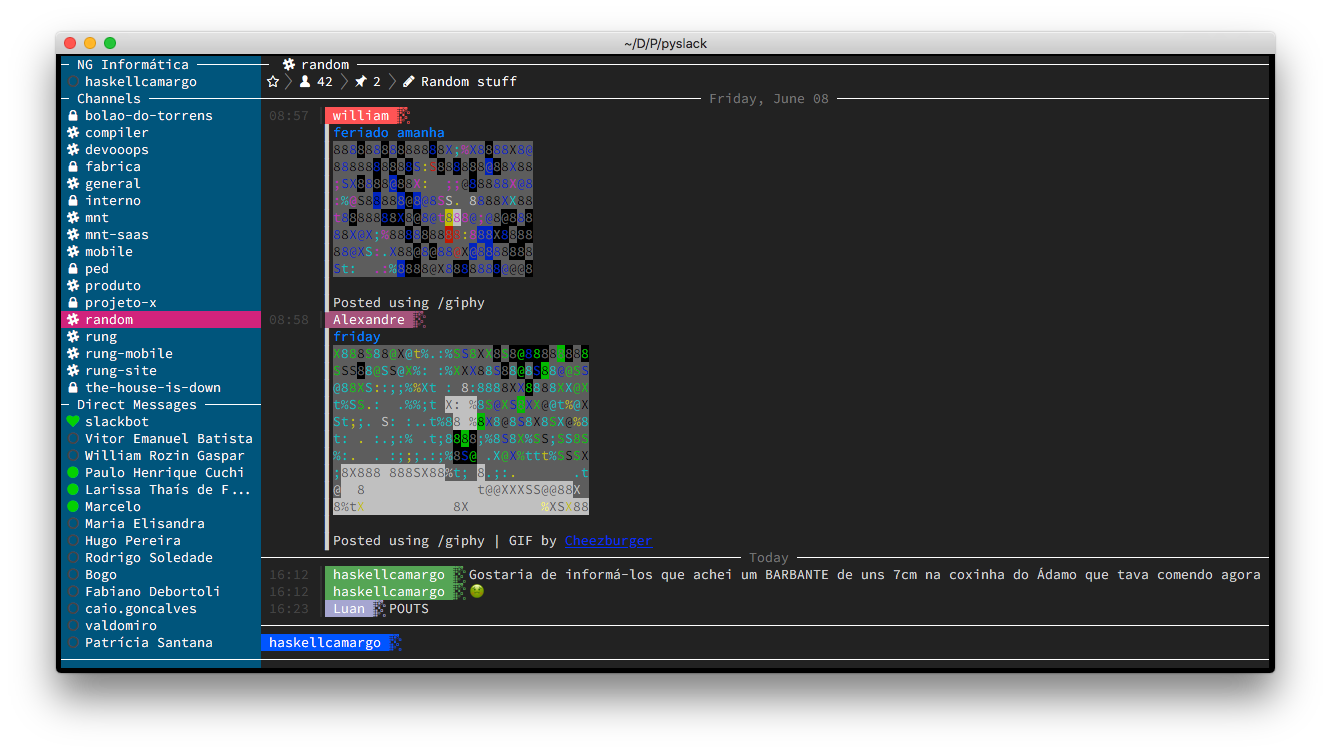 ~/D/P/pyslack
NG Informática
haskellcamargo
Channels
bolao-do-torrens
compiler
devooops
fabrica
general
interno
mnt
mnt-saas
mobile
ped
produto
projeto-x
random
rung
rung-mobile
rung-site
the-house-is-down
Direct Messages
slackbot
Vitor Emanuel Batista
William Rozin Gaspar
Paulo Henrique Cuchi
Larissa Thaís de F...
Marcelo
Maria Elisandra
Hugo Pereira
Rodrigo Soledade
Bogo
Fabiano Debortoli
caio.goncalves
valdomiro
Patrícia Santana
random
42 2 Random stuff
Friday, June 08
08:57 william
feriado amanha
Posted using /giphy
08:58 Alexandre
friday
Posted using /giphy | GIF by Cheezburger
Today
16:12 haskellcamargo Gostaria de informá-los que achei um BARBANTE de uns 7cm na coxinha do Ádamo que tava comendo agora
16:12 haskellcamargo
16:23 Luan POUTS
haskellcamargo